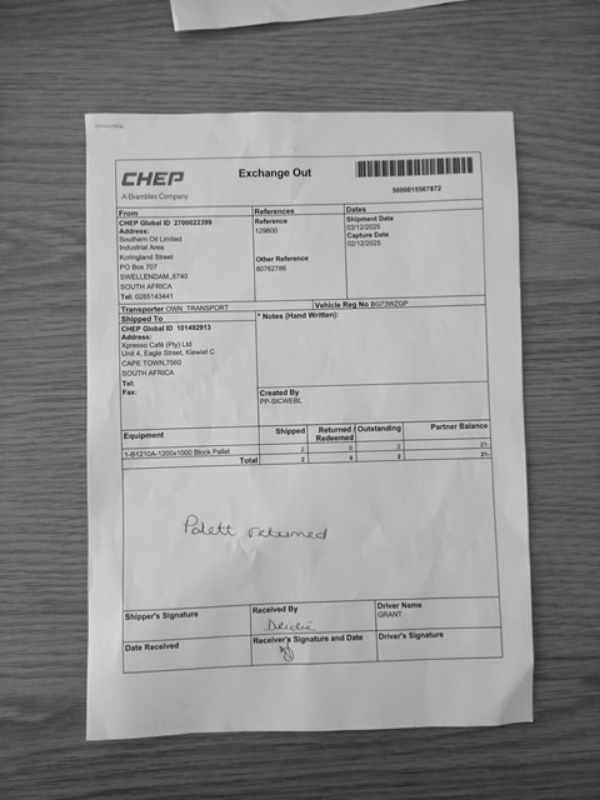 CHEP
A Brambles Company
Exchange Out
5600015567872
From
CHEP Global ID 2700022399
Address:
Southern Oil Limited
Industrial Area
Koringland Street
PO Box 707
SWELLENDAM,,6740
SOUTH AFRICA
Tel: 0285143441
References
Reference
129800
Other Reference
80762786
Dates
Shipment Date
03/12/2025
Capture Date
02/12/2025
Transporter OWN_TRANSPORT
Vehicle Reg No BG73WZGP
Shipped To
CHEP Global ID 101492913
Address:
Xpresso Café (Pty) Ltd
Unit 4, Eagle Street, Kiewiet C
CAPE TOWN,7560
SOUTH AFRICA
Tel:
Fax:
* Notes (Hand Written):
Created By
PP-SICWEBL
Equipment Shipped Returned / Redeemed Outstanding Partner Balance
1-B1210A-1200x1000 Block Pallet 2 0 2 21-
Total 2 0 2 21-
Palett returned
Shipper's Signature
Received By
Driver Name
GRANT
Date Received
Receiver's Signature and Date
Driver's Signature